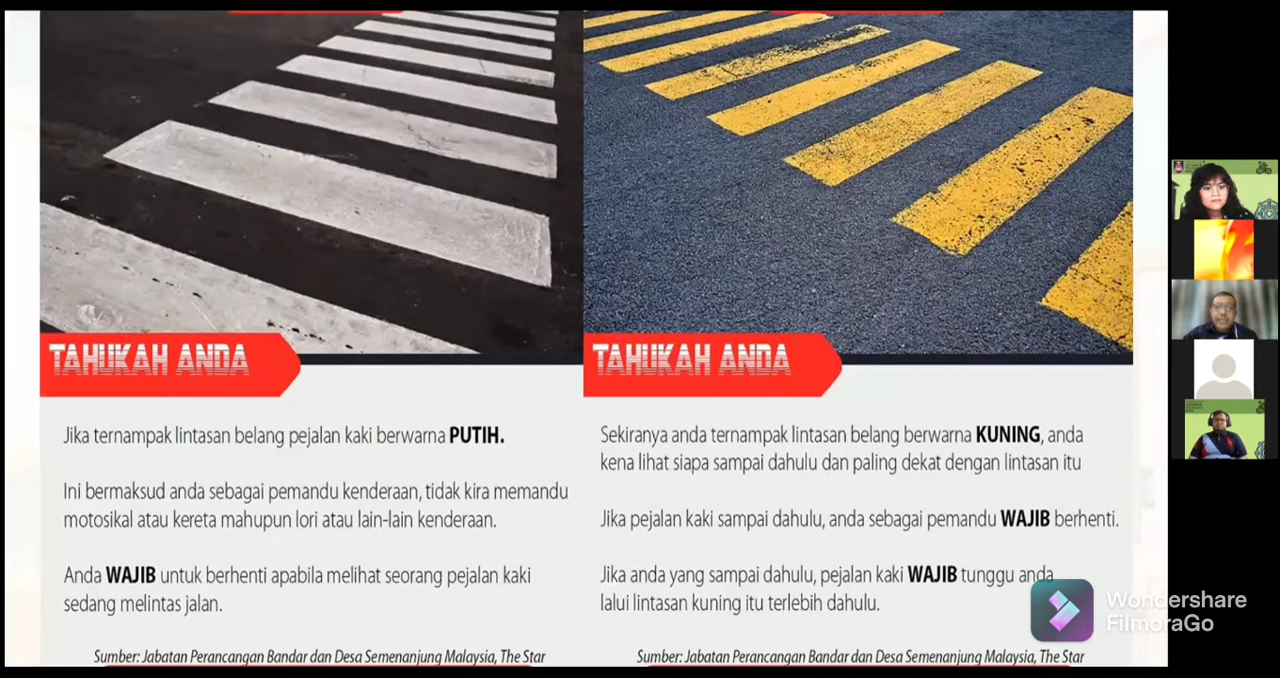 TAHUKAH ANDA
Jika ternampak lintasan belang pejalan kaki berwarna PUTIH.
Ini bermaksud anda sebagai pemandu kenderaan, tidak kira memandu
motosikal atau kereta mahupun lori atau lain-lain kenderaan.
Anda WAJIB untuk berhenti apabila melihat seorang pejalan kaki
sedang melintas jalan.
Sumber: Jabatan Perancangan Bandar dan Desa Semenanjung Malaysia, The Star
TAHUKAH ANDA
Sekiranya anda ternampak lintasan belang berwarna KUNING, anda
kena lihat siapa sampai dahulu dan paling dekat dengan lintasan itu
Jika pejalan kaki sampai dahulu, anda sebagai pemandu WAJIB berhenti.
Jika anda yang sampai dahulu, pejalan kaki WAJIB tunggu anda
lalui lintasan kuning itu terlebih dahulu.
Sumber: Jabatan Perancangan Bandar dan Desa Semenanjung Malaysia, The Star
Wondershare
FilmoraGo